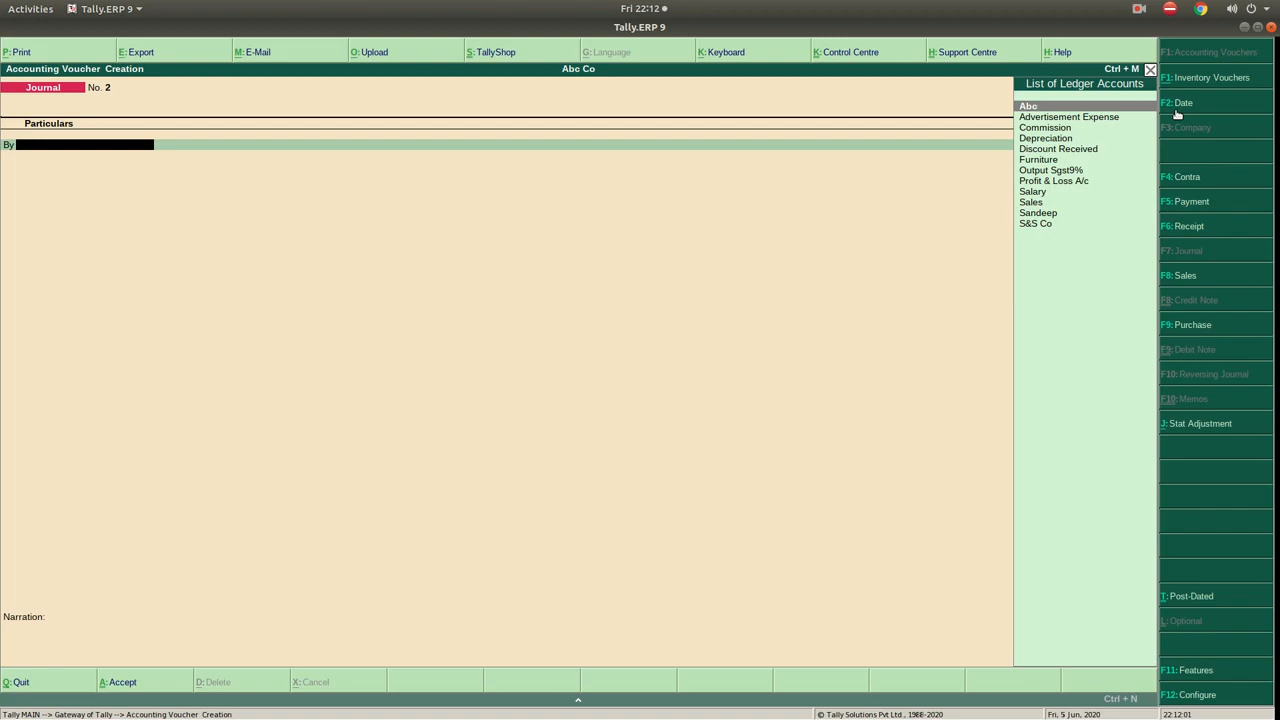 Activities Tally.ERP 9 Fri 22:12
Tally.ERP 9
P: Print E: Export M: E-Mail O: Upload S: TallyShop G: Language K: Keyboard K: Control Centre H: Support Centre H: Help
Accounting Voucher Creation Abc Co Ctrl + M
Journal No. 2
Particulars
By
Narration:
List of Ledger Accounts
Abc
Advertisement Expense
Commission
Depreciation
Discount Received
Furniture
Output Sgst9%
Profit & Loss A/c
Salary
Sales
Sandeep
S&S Co
F1: Accounting Vouchers
F1: Inventory Vouchers
F2: Date
F3: Company
F4: Contra
F5: Payment
F6: Receipt
F7: Journal
F8: Sales
F8: Credit Note
F9: Purchase
F9: Debit Note
F10: Reversing Journal
F10: Memos
J: Stat Adjustment
T: Post-Dated
L: Optional
F11: Features
F12: Configure
Q: Quit A: Accept D: Delete X: Cancel
Ctrl + N
Tally MAIN --> Gateway of Tally --> Accounting Voucher Creation © Tally Solutions Pvt Ltd., 1988-2020 Fri, 5 Jun, 2020 22:12:01